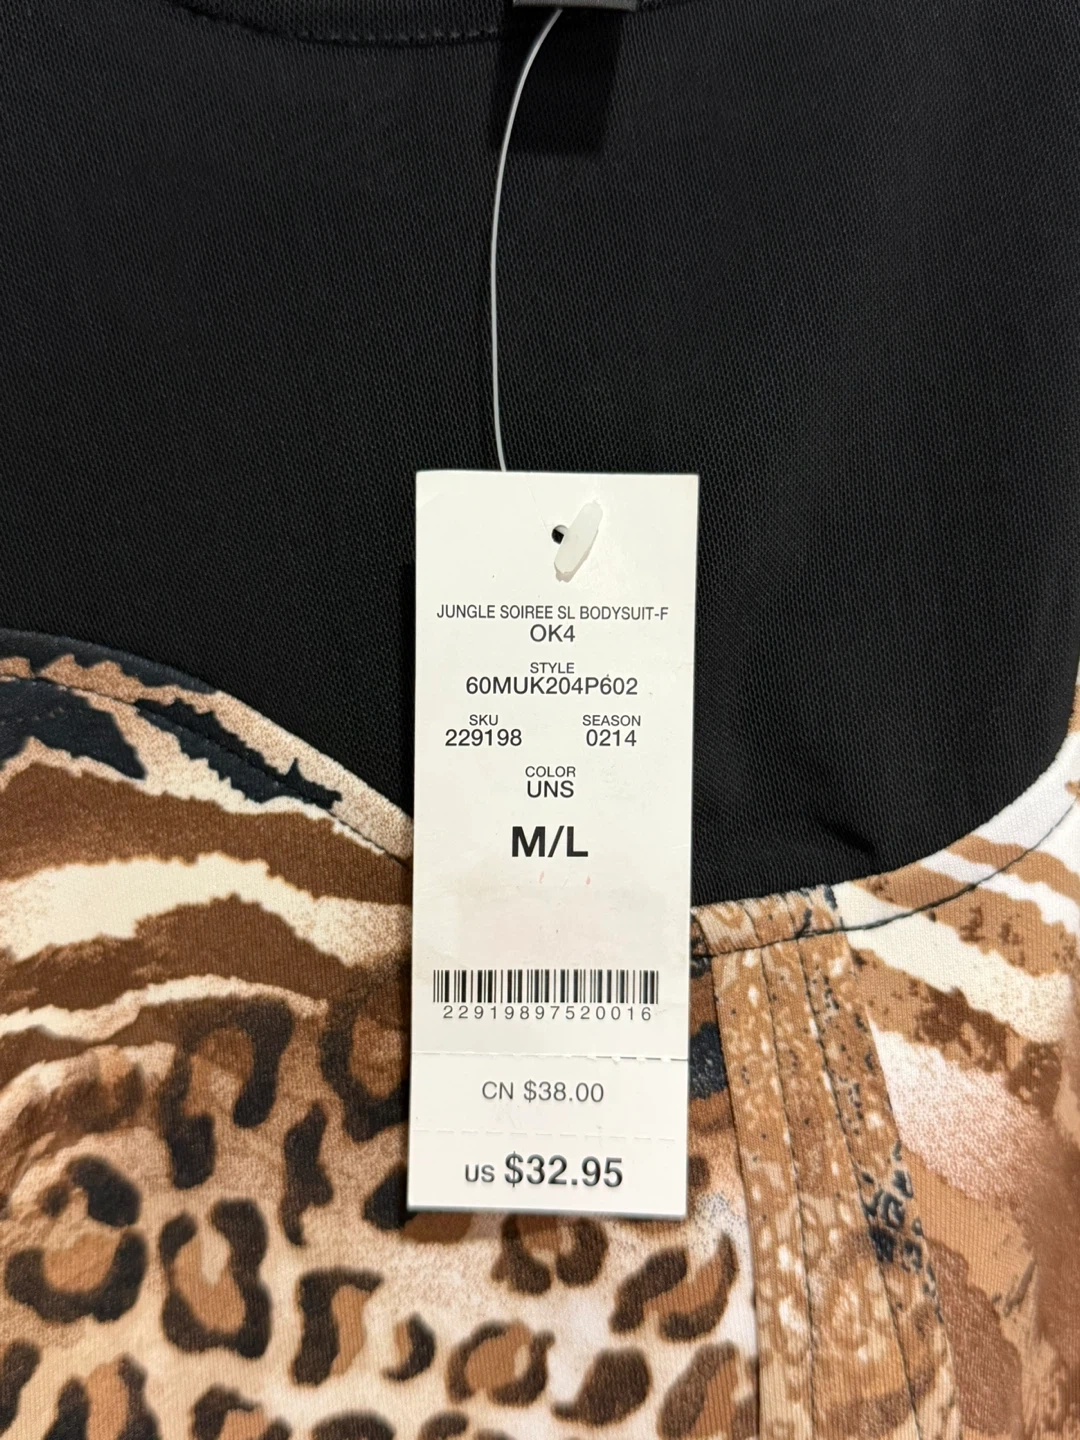 JUNGLE SOIREE SL BODYSUIT-F
OK4
STYLE
60MUK204P602
SKU SEASON
229198 0214
COLOR
UNS
M/L
22919897520016
CN $38.00
US $32.95